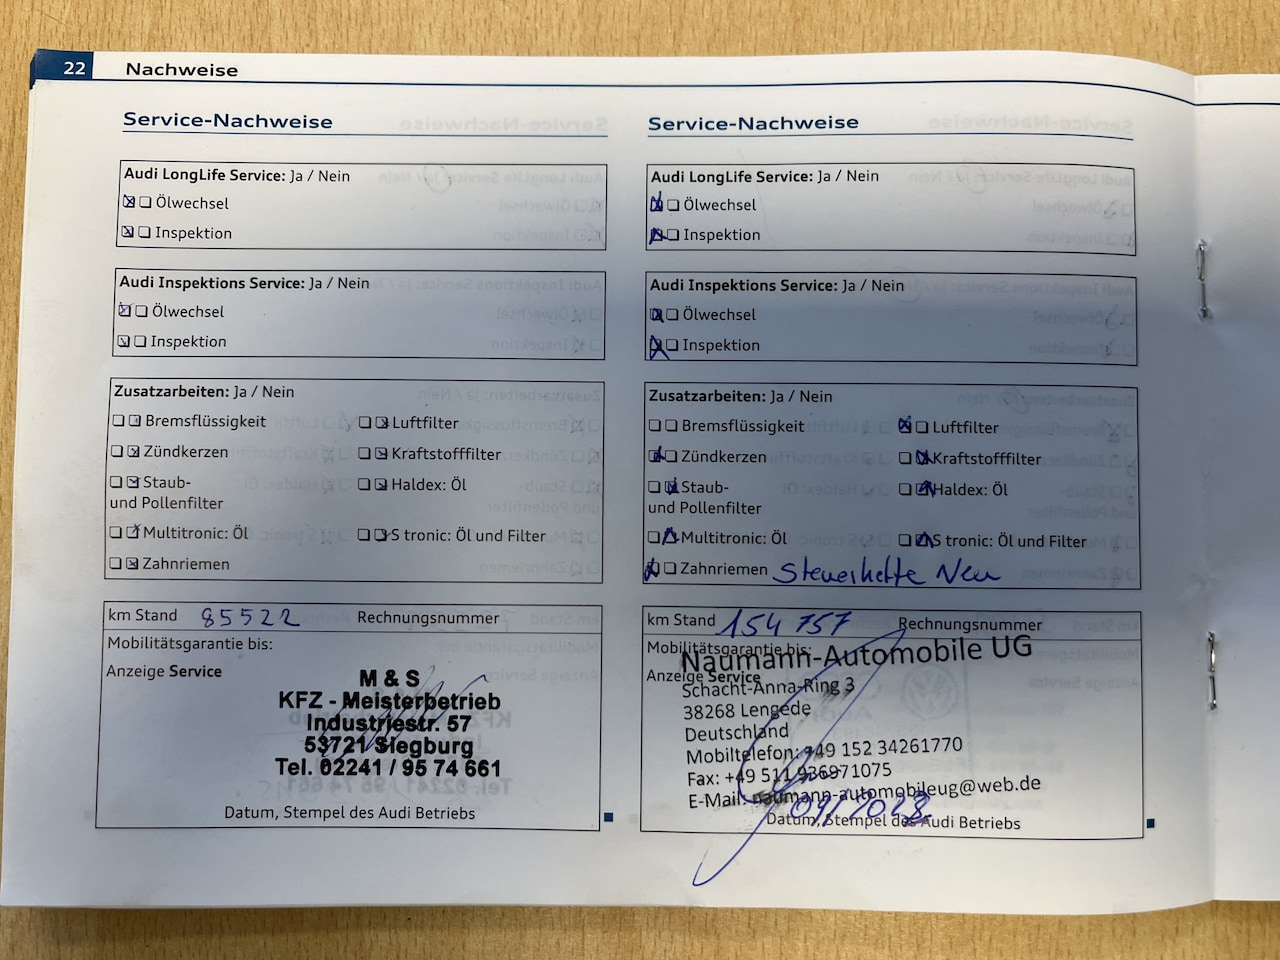 22 Nachweise
Service-Nachweise
Audi LongLife Service: Ja / Nein
Ölwechsel
Inspektion
Audi Inspektions Service: Ja / Nein
Ölwechsel
Inspektion
Zusatzarbeiten: Ja / Nein
Bremsflüssigkeit Luftfilter
Zündkerzen Kraftstofffilter
Staub- Haldex: Öl
und Pollenfilter
Multitronic: Öl S tronic: Öl und Filter
Zahnriemen
km Stand 85522 Rechnungsnummer
Mobilitätsgarantie bis:
Anzeige Service
M & S
KFZ - Meisterbetrieb
Industriestr. 57
53721 Siegburg
Tel. 02241 / 95 74 661
Datum, Stempel des Audi Betriebs
Service-Nachweise
Audi LongLife Service: Ja / Nein
Ölwechsel
Inspektion
Audi Inspektions Service: Ja / Nein
Ölwechsel
Inspektion
Zusatzarbeiten: Ja / Nein
Bremsflüssigkeit Luftfilter
Zündkerzen Kraftstofffilter
Staub- Haldex: Öl
und Pollenfilter
Multitronic: Öl S tronic: Öl und Filter
Zahnriemen Steuerkette Neu
km Stand 154 757 Rechnungsnummer
Mobilitätsgarantie bis:
Naumann-Automobile UG
Anzeige Service
Schacht-Anna-Ring 3
38268 Lengede
Deutschland
Mobiltelefon: +49 152 34261770
Fax: +49 511 936971075
E-Mail: naumann-automobileug@web.de
Datum, Stempel des Audi Betriebs